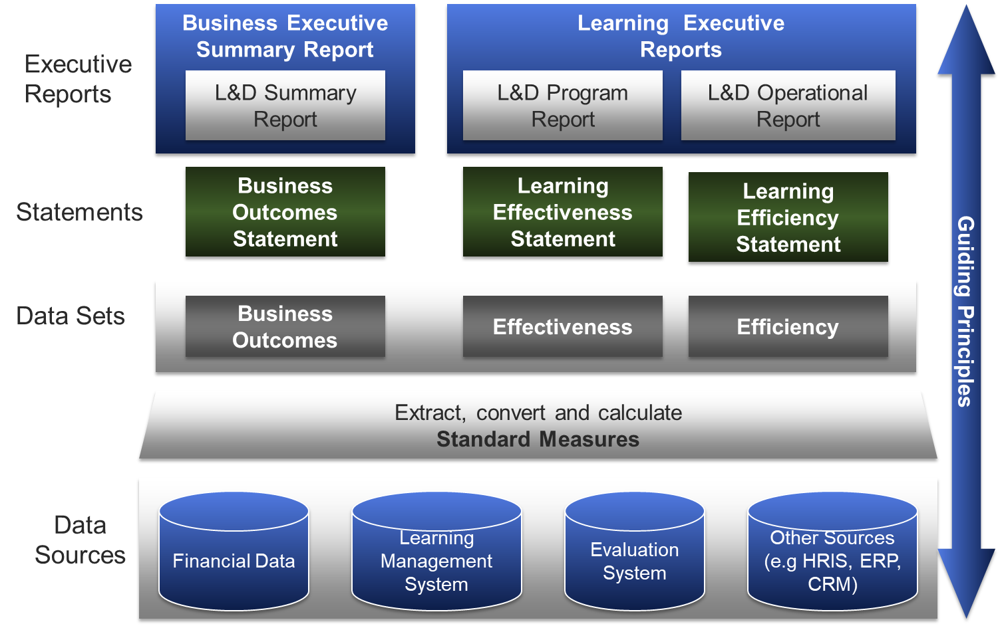 Executive
Reports
Business Executive
Summary Report
L&D Summary
Report
Learning Executive
Reports
L&D Program
Report
L&D Operational
Report
Statements
Business
Outcomes
Statement
Learning
Effectiveness
Statement
Learning
Efficiency
Statement
Data Sets
Business
Outcomes
Effectiveness
Efficiency
Extract, convert and calculate
Standard Measures
Data
Sources
Financial Data
Learning
Management
System
Evaluation
System
Other Sources
(e.g HRIS, ERP,
CRM)
Guiding Principles